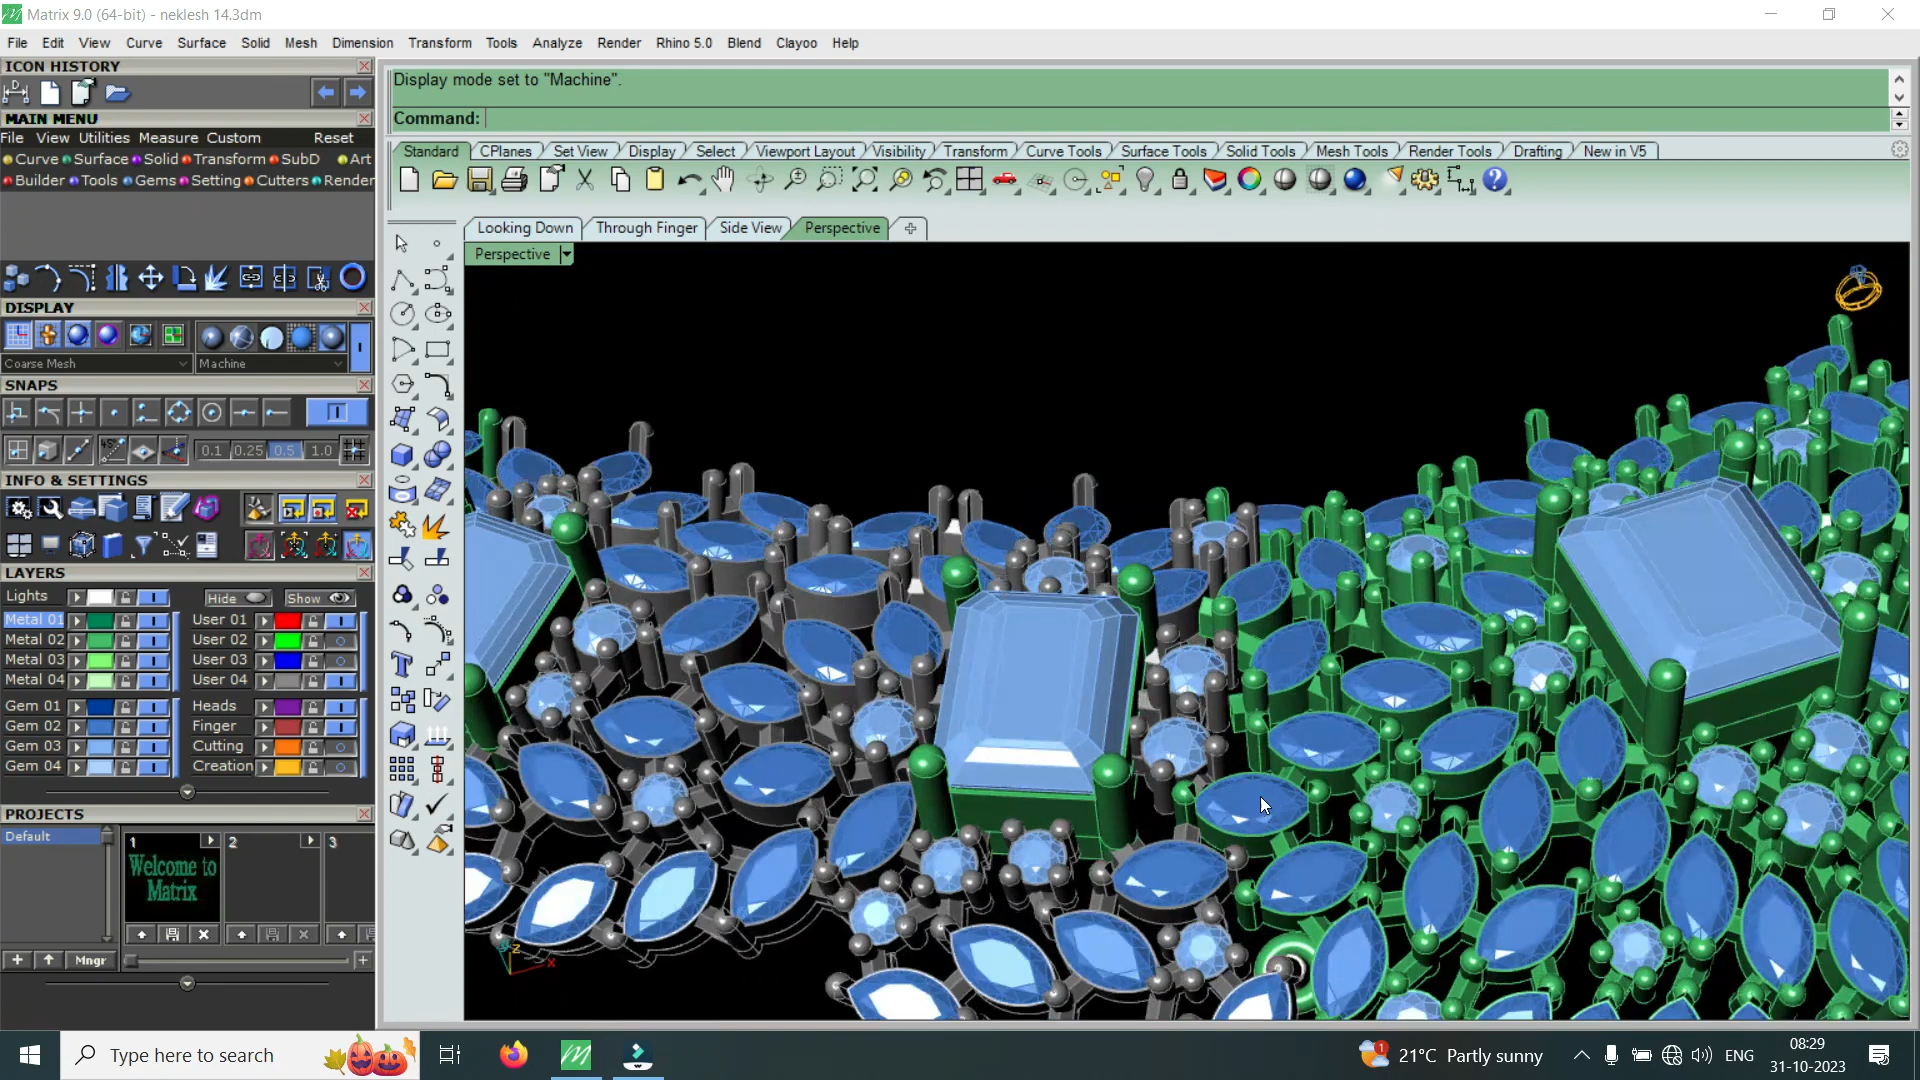 Matrix 9.0 (64-bit) - neklesh 14.3dm
File Edit View Curve Surface Solid Mesh Dimension Transform Tools Analyze Render Rhino 5.0 Blend Clayoo Help
ICON HISTORY
MAIN MENU
File View Utilities Measure Custom Reset
Curve Surface Solid Transform SubD Art
Builder Tools Gems Setting Cutters Render
DISPLAY
Coarse Mesh Machine
SNAPS
0.1 0.25 0.5 1.0
INFO & SETTINGS
LAYERS
Lights Hide Show
Metal 01 User 01
Metal 02 User 02
Metal 03 User 03
Metal 04 User 04
Gem 01 Heads
Gem 02 Finger
Gem 03 Cutting
Gem 04 Creation
PROJECTS
Default
1 2 3
Welcome to
Matrix
+ Mngr +
Display mode set to "Machine".
Command:
Standard CPlanes Set View Display Select Viewport Layout Visibility Transform Curve Tools Surface Tools Solid Tools Mesh Tools Render Tools Drafting New in V5
Looking Down Through Finger Side View Perspective
Perspective
z
x
Type here to search
1 21°C Partly sunny ENG
08:29
31-10-2023